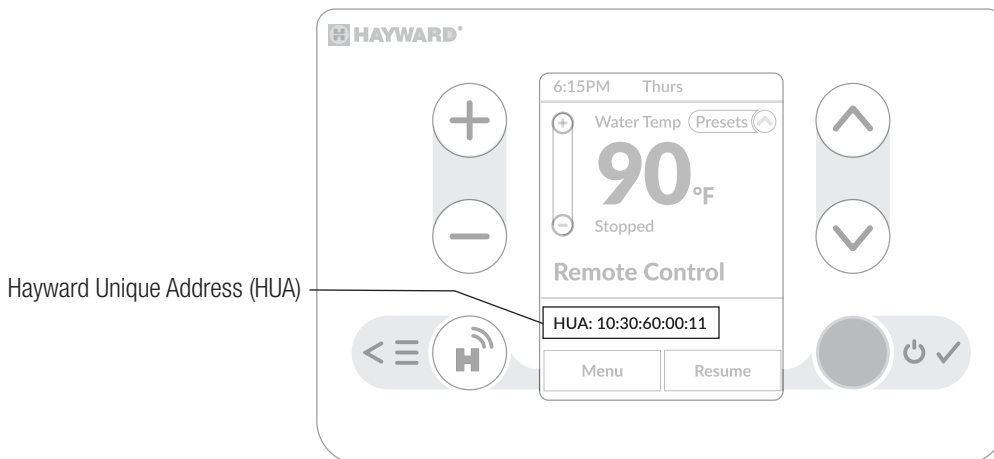 HAYWARD®
6:15PM Thurs
Water Temp Presets
90°F
Stopped
Remote Control
Hayward Unique Address (HUA)
HUA: 10:30:60:00:11
H
Menu Resume